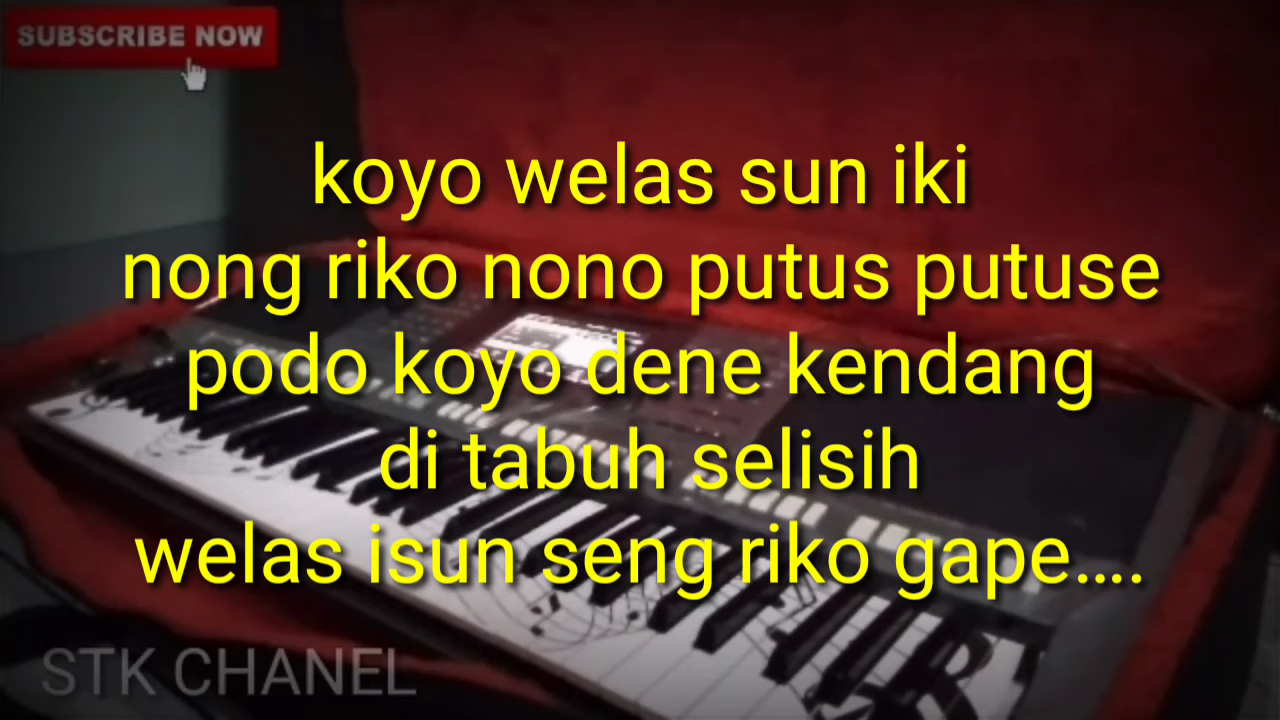 SUBSCRIBE NOW
koyo welas sun iki
nong riko nono putus putuse
podo koyo dene kendang
di tabuh selisih
welas isun seng riko gape....
STK CHANEL